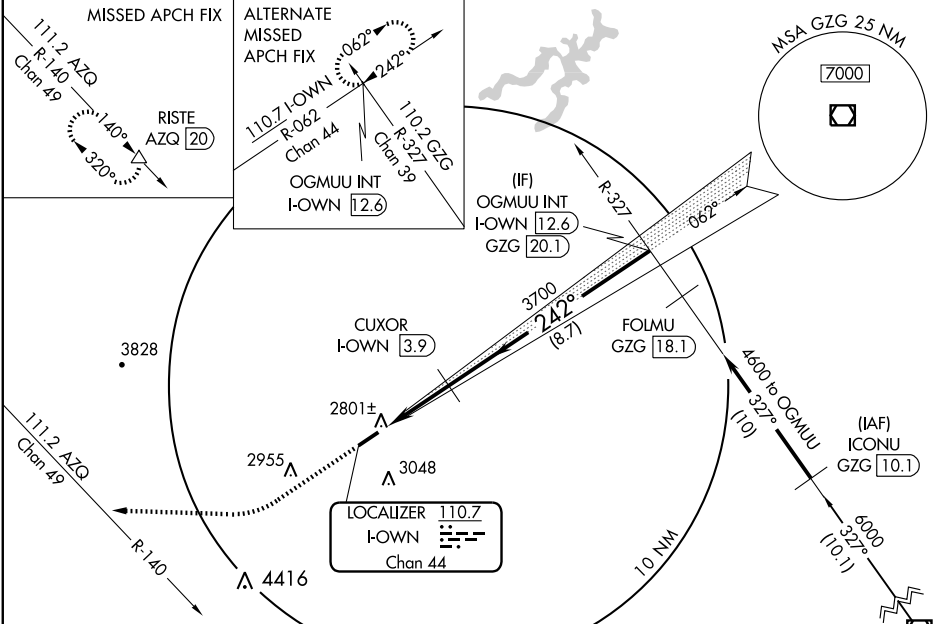 MISSED APCH FIX
111.2 AZQ
R-140
Chan 49
140°
320°
RISTE
AZQ 20
ALTERNATE
MISSED
APCH FIX
062°
242°
110.7 I-OWN
R-062
Chan 44
110.2 GZG
R-327
Chan 39
OGMUU INT
I-OWN 12.6
MSA GZG 25 NM
7000
(IF)
OGMUU INT
I-OWN 12.6
GZG 20.1
R-327
062°
3700
242°
(8.7)
FOLMU
GZG 18.1
CUXOR
I-OWN 3.9
3828
2801±
2955
3048
4600 to OGMUU
327°
(10)
(IAF)
ICONU
GZG 10.1
6000
327°
(10.1)
111.2 AZQ
Chan 49
R-140
LOCALIZER 110.7
I-OWN
Chan 44
4416
10 NM